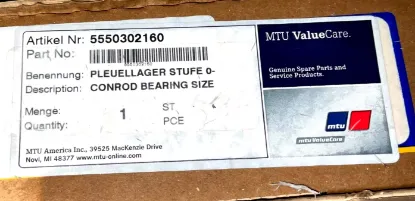 Artikel Nr: 5550302160
Part No:
Benennung: PLEUELLAGER STUFE 0-
Description: CONROD BEARING SIZE
Menge: 1 ST
Quantity: PCE
MTU America Inc., 39525 MacKenzie Drive
Novi, MI 48377 www.mtu-online.com
MTU ValueCare.
Genuine Spare Parts and
Service Products.
mtu
mtuValueCare